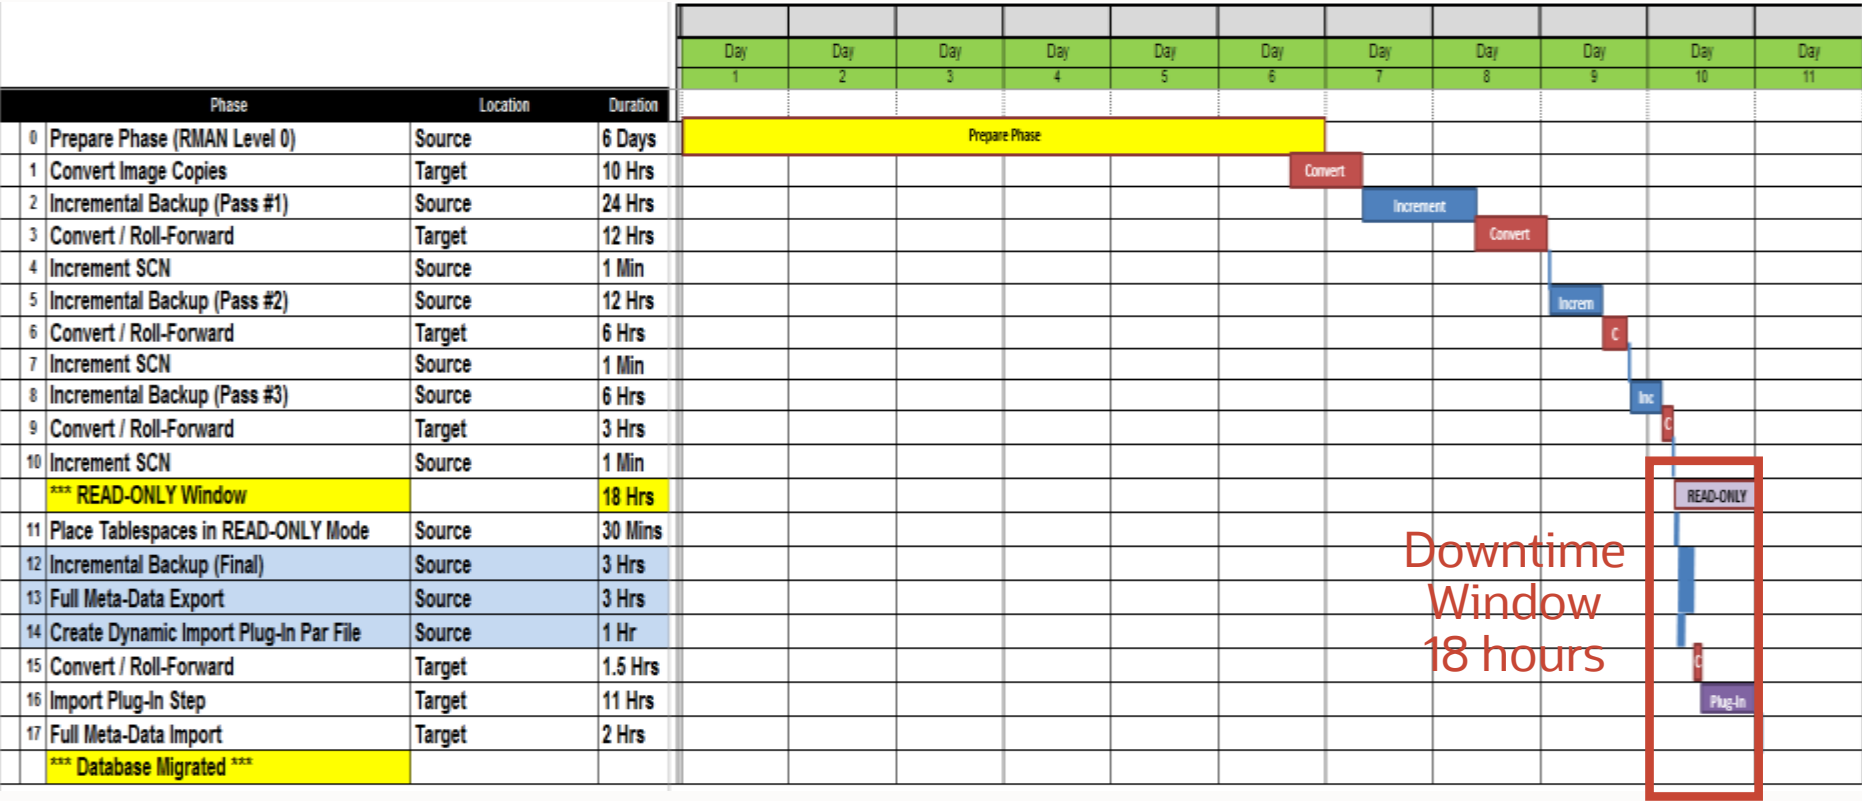 Day Day Day Day Day Day Day Day Day Day Day
1 2 3 4 5 6 7 8 9 10 11
Phase Location Duration
0 Prepare Phase (RMAN Level 0) Source 6 Days Prepare Phase
1 Convert Image Copies Target 10 Hrs Convert
2 Incremental Backup (Pass #1) Source 24 Hrs Increment
3 Convert / Roll-Forward Target 12 Hrs Convert
4 Increment SCN Source 1 Min
5 Incremental Backup (Pass #2) Source 12 Hrs Increm
6 Convert / Roll-Forward Target 6 Hrs C
7 Increment SCN Source 1 Min
8 Incremental Backup (Pass #3) Source 6 Hrs Inc
9 Convert / Roll-Forward Target 3 Hrs C
10 Increment SCN Source 1 Min
*** READ-ONLY Window 18 Hrs READ-ONLY
11 Place Tablespaces in READ-ONLY Mode Source 30 Mins
12 Incremental Backup (Final) Source 3 Hrs
13 Full Meta-Data Export Source 3 Hrs
14 Create Dynamic Import Plug-In Par File Source 1 Hr
15 Convert / Roll-Forward Target 1.5 Hrs C
16 Import Plug-In Step Target 11 Hrs Plug-In
17 Full Meta-Data Import Target 2 Hrs
*** Database Migrated ***
Downtime
Window
18 hours